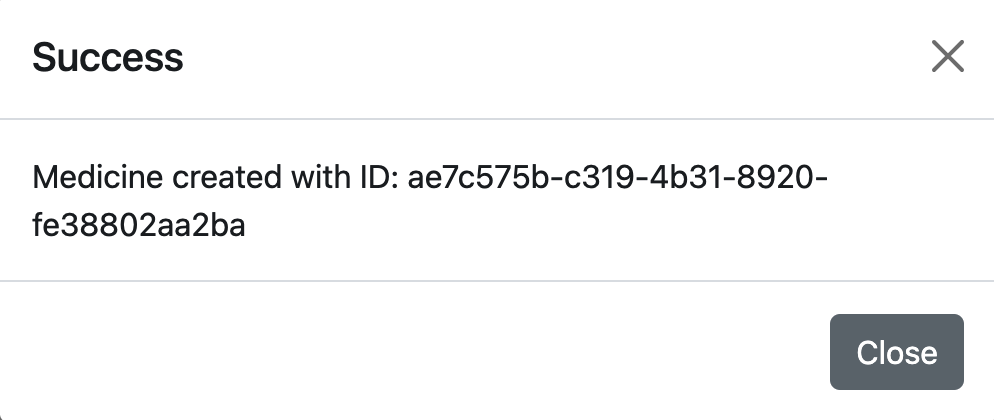 Success
Medicine created with ID: ae7c575b-c319-4b31-8920-
fe38802aa2ba
Close